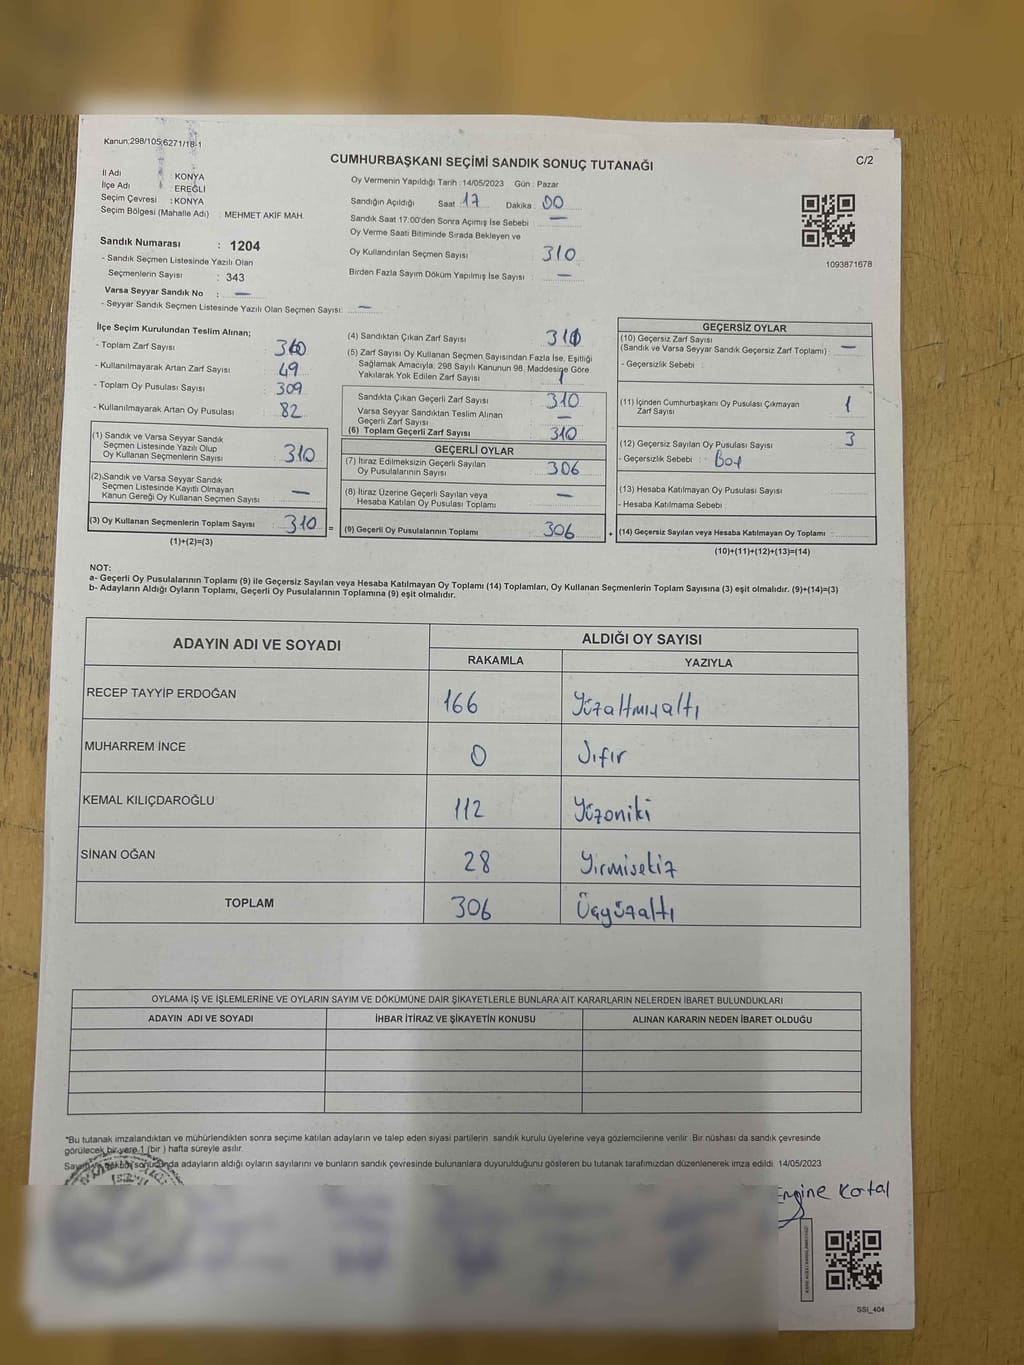 Kanun;298/105;6271/18-1
CUMHURBAŞKANI SEÇİMİ SANDIK SONUÇ TUTANAĞI
C/2
İl Adı : KONYA
İlçe Adı : EREĞLİ
Seçim Çevresi : KONYA
Seçim Bölgesi (Mahalle Adı) : MEHMET AKİF MAH.
Sandık Numarası : 1204
- Sandık Seçmen Listesinde Yazılı Olan
Seçmenlerin Sayısı : 343
Varsa Seyyar Sandık No : —
- Seyyar Sandık Seçmen Listesinde Yazılı Olan Seçmen Sayısı: —
Oy Vermenin Yapıldığı Tarih : 14/05/2023 Gün : Pazar
Sandığın Açıldığı Saat 17 Dakika 00
Sandık Saat 17:00'den Sonra Açımış İse Sebebi : —
Oy Verme Saati Bitiminde Sırada Bekleyen ve
Oy Kullandırılan Seçmen Sayısı 310
Birden Fazla Sayım Döküm Yapılmış İse Sayısı : —
1093871678
İlçe Seçim Kurulundan Teslim Alınan;
- Toplam Zarf Sayısı
- Kullanılmayarak Artan Zarf Sayısı 49
- Toplam Oy Pusulası Sayısı 309
- Kullanılmayarak Artan Oy Pusulası 82
(1) Sandık ve Varsa Seyyar Sandık
Seçmen Listesinde Yazılı Olup
Oy Kullanan Seçmenlerin Sayısı 310
(2)Sandık ve Varsa Seyyar Sandık
Seçmen Listesinde Kayıtlı Olmayan
Kanun Gereği Oy Kullanan Seçmen Sayısı —
(3) Oy Kullanan Seçmenlerin Toplam Sayısı 310 =
(1)+(2)=(3)
(4) Sandıktan Çıkan Zarf Sayısı
(5) Zarf Sayısı Oy Kullanan Seçmen Sayısından Fazla İse, Eşitliği
Sağlamak Amacıyla; 298 Sayılı Kanunun 98. Maddesine Göre
Yakılarak Yok Edilen Zarf Sayısı
Sandıkta Çıkan Geçerli Zarf Sayısı 310
Varsa Seyyar Sandıktan Teslim Alınan
Geçerli Zarf Sayısı —
(6) Toplam Geçerli Zarf Sayısı 310
GEÇERLİ OYLAR
(7) İtiraz Edilmeksizin Geçerli Sayılan
Oy Pusulalarının Sayısı 306
(8) İtiraz Üzerine Geçerli Sayılan veya
Hesaba Katılan Oy Pusulası Toplamı —
(9) Geçerli Oy Pusulalarının Toplamı 306 +
GEÇERSİZ OYLAR
(10) Geçersiz Zarf Sayısı
(Sandık ve Varsa Seyyar Sandık Geçersiz Zarf Toplamı) : —
- Geçersizlik Sebebi :
(11) İçinden Cumhurbaşkanı Oy Pusulası Çıkmayan
Zarf Sayısı 1
(12) Geçersiz Sayılan Oy Pusulası Sayısı 3
- Geçersizlik Sebebi : Boş
(13) Hesaba Katılmayan Oy Pusulası Sayısı :
- Hesaba Katılmama Sebebi :
(14) Geçersiz Sayılan veya Hesaba Katılmayan Oy Toplamı :
(10)+(11)+(12)+(13)=(14)
NOT:
a- Geçerli Oy Pusulalarının Toplamı (9) ile Geçersiz Sayılan veya Hesaba Katılmayan Oy Toplamı (14) Toplamları, Oy Kullanan Seçmenlerin Toplam Sayısına (3) eşit olmalıdır. (9)+(14)=(3)
b- Adayların Aldığı Oyların Toplamı, Geçerli Oy Pusulalarının Toplamına (9) eşit olmalıdır.
ADAYIN ADI VE SOYADI ALDIĞI OY SAYISI
RAKAMLA YAZIYLA
RECEP TAYYİP ERDOĞAN 166 Yüzaltmışaltı
MUHARREM İNCE 0 Sıfır
KEMAL KILIÇDAROĞLU 112 Yüzoniki
SİNAN OĞAN 28 Yirmisekiz
TOPLAM 306 Üçyüzaltı
OYLAMA İŞ VE İŞLEMLERİNE VE OYLARIN SAYIM VE DÖKÜMÜNE DAİR ŞİKAYETLERLE BUNLARA AİT KARARLARIN NELERDEN İBARET BULUNDUKLARI
ADAYIN ADI VE SOYADI İHBAR İTİRAZ VE ŞİKAYETİN KONUSU ALINAN KARARIN NEDEN İBARET OLDUĞU
*Bu tutanak imzalandıktan ve mühürlendikten sonra seçime katılan adayların ve talep eden siyasi partilerin sandık kurulu üyelerine veya gözlemcilerine verilir .Bir nüshası da sandık çevresinde
görülecek bir yere 1 (bir ) hafta süreyle asılır.
Sayım ve döküm sonucunda adayların aldığı oyların sayılarını ve bunların sandık çevresinde bulunanlara duyurulduğunu gösteren bu tutanak tarafımızdan düzenlenerek imza edildi. 14/05/2023
SSI_404